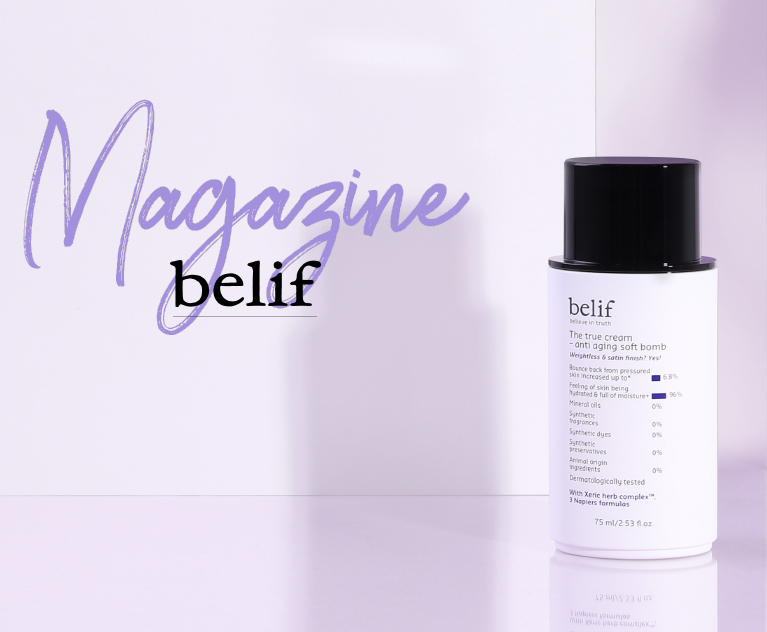 Magazine
belif
belif
believe in truth
The true cream
- anti aging soft bomb
Weightless & satin finish? Yes!
Bounce back from pressured
skin increased up to* 63%
Feeling of skin being
hydrated & full of moisture+ 96%
Mineral oils 0%
Synthetic
fragrances 0%
Synthetic dyes 0%
Synthetic
preservatives 0%
Animal origin
ingredients 0%
Dermatologically tested
With Xeric herb complex™,
3 Napiers formulas
75 ml/2.53 fl.oz.